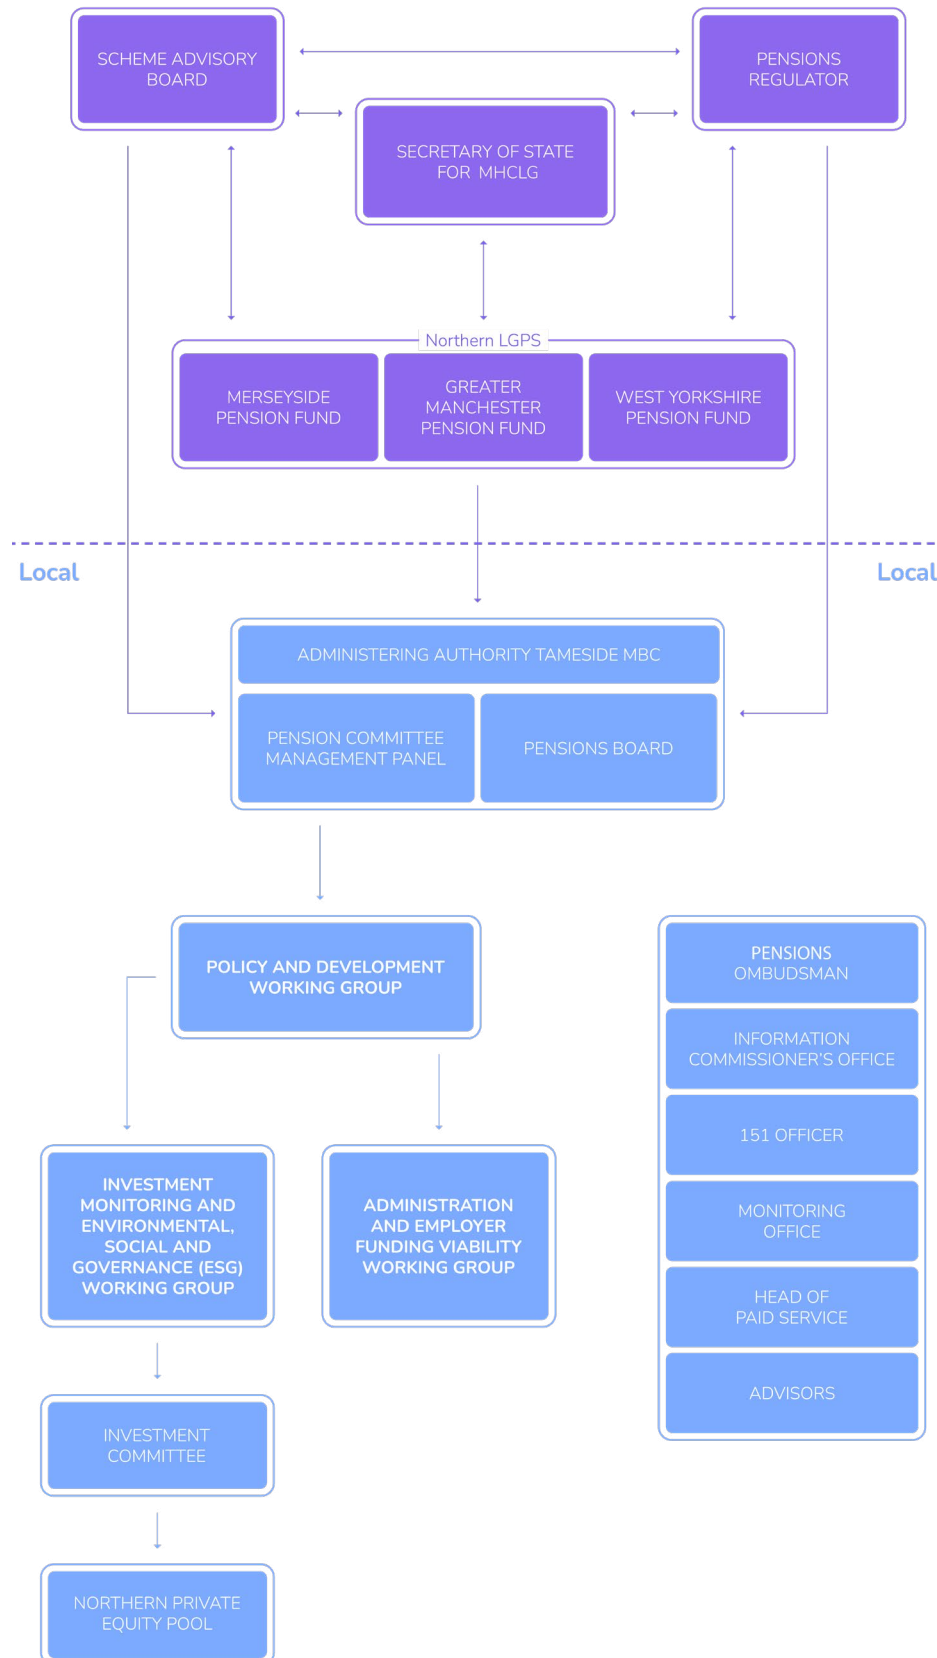 SCHEME ADVISORY
BOARD
PENSIONS
REGULATOR
SECRETARY OF STATE
FOR MHCLG
Northern LGPS
MERSEYSIDE
PENSION FUND
GREATER
MANCHESTER
PENSION FUND
WEST YORKSHIRE
PENSION FUND
Local
Local
ADMINISTERING AUTHORITY TAMESIDE MBC
PENSION COMMITTEE
MANAGEMENT PANEL
PENSIONS BOARD
POLICY AND DEVELOPMENT
WORKING GROUP
INVESTMENT
MONITORING AND
ENVIRONMENTAL,
SOCIAL AND
GOVERNANCE (ESG)
WORKING GROUP
ADMINISTRATION
AND EMPLOYER
FUNDING VIABILITY
WORKING GROUP
INVESTMENT
COMMITTEE
NORTHERN PRIVATE
EQUITY POOL
PENSIONS
OMBUDSMAN
INFORMATION
COMMISSIONER'S OFFICE
151 OFFICER
MONITORING
OFFICE
HEAD OF
PAID SERVICE
ADVISORS